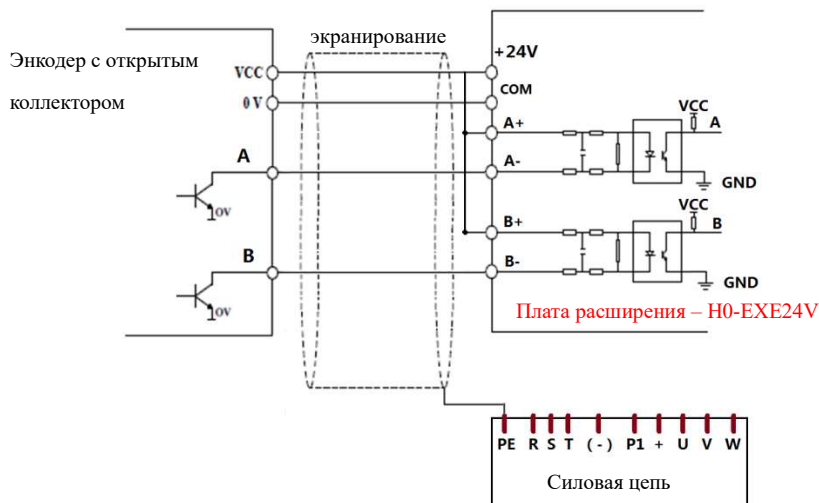 экранирование
Энкодер с открытым
коллектором
VCC
0 V
A
0V
B
0V
+24V
COM
A+
A-
B+
B-
VCC
A
GND
VCC
B
GND
Плата расширения – H0-EXE24V
PE R S T (-) P1 + U V W
Силовая цепь